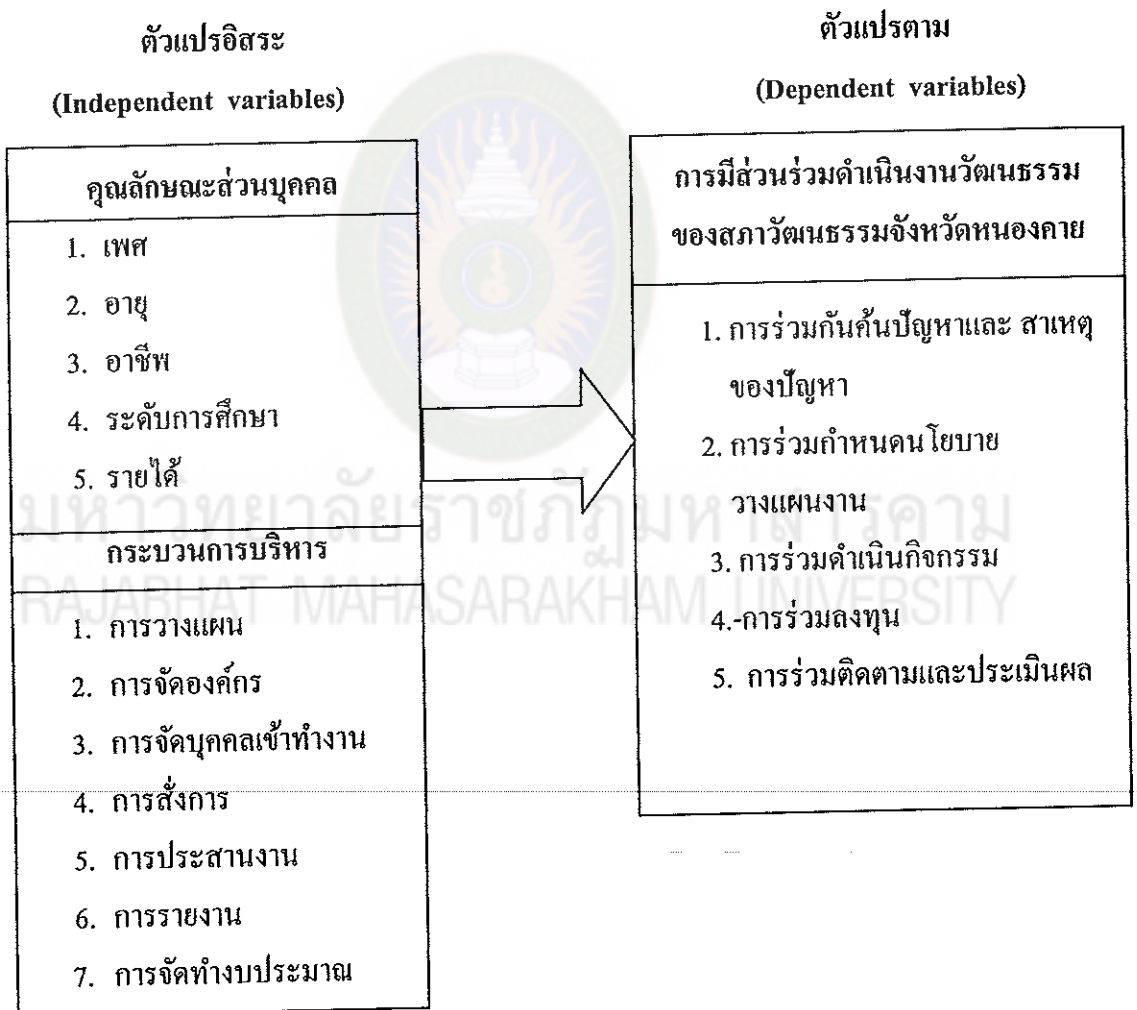 ตัวแปรอิสระ
(Independent variables)
คุณลักษณะส่วนบุคคล
1. เพศ
2. อายุ
3. อาชีพ
4. ระดับการศึกษา
5. รายได้
กระบวนการบริหาร
1. การวางแผน
2. การจัดองค์กร
3. การจัดบุคคลเข้าทำงาน
4. การสั่งการ
5. การประสานงาน
6. การรายงาน
7. การจัดทำงบประมาณ
ตัวแปรตาม
(Dependent variables)
การมีส่วนร่วมดำเนินงานวัฒนธรรม
ของสภาวัฒนธรรมจังหวัดหนองคาย
1. การร่วมกันค้นปัญหาและ สาเหตุ
ของปัญหา
2. การร่วมกำหนดนโยบาย
วางแผนงาน
3. การร่วมดำเนินกิจกรรม
4.-การร่วมลงทุน
5. การร่วมติดตามและประเมินผล
มหาวิทยาลัยราชภัฏมหาสารคาม
RAJABHAT MAHASARAKHAM UNIVERSITY